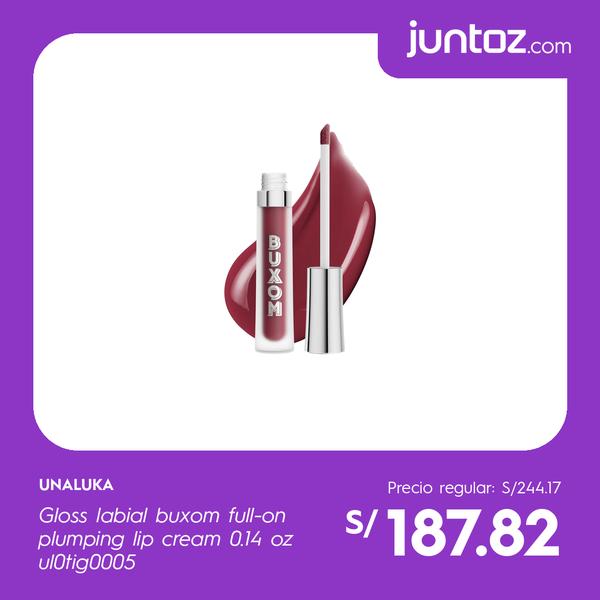 juntoz.com
BUXOM
UNALUKA
Gloss labial buxom full-on
plumping lip cream 0.14 oz
ul0tig0005
Precio regular: S/244.17
S/187.82